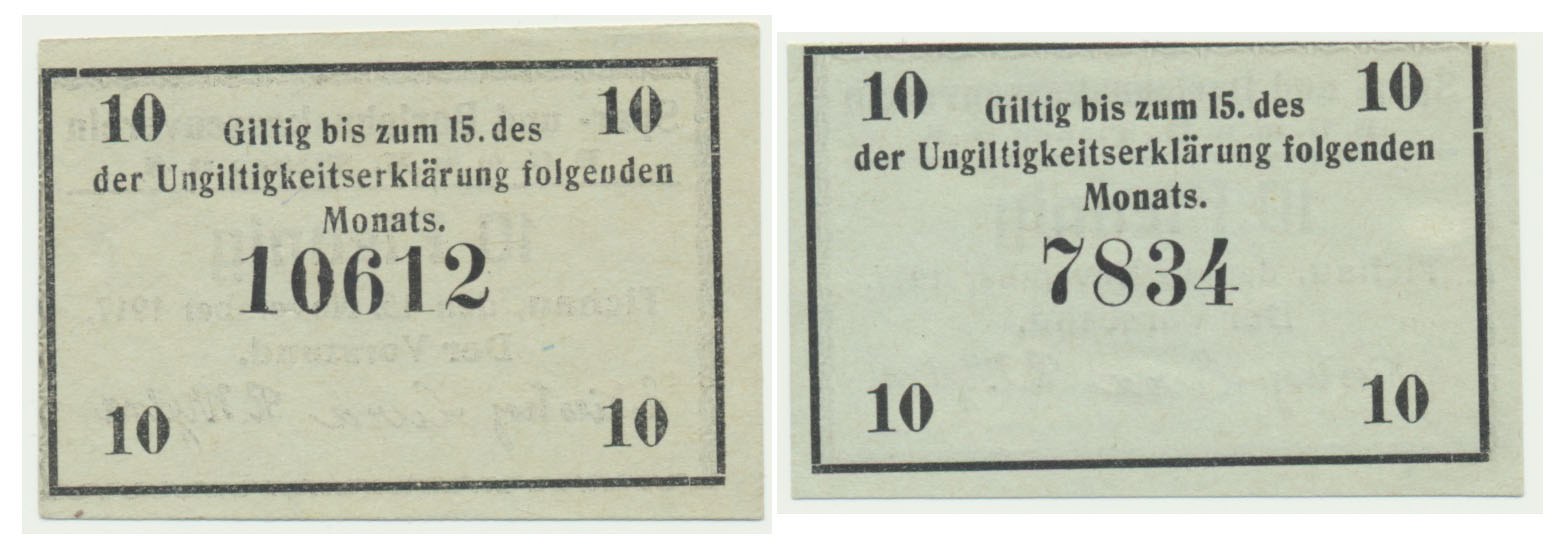 10 10
Giltig bis zum 15. des
der Ungiltigkeitserklärung folgenden
Monats.
10612
10 10
10 10
Giltig bis zum 15. des
der Ungiltigkeitserklärung folgenden
Monats.
7834
10 10